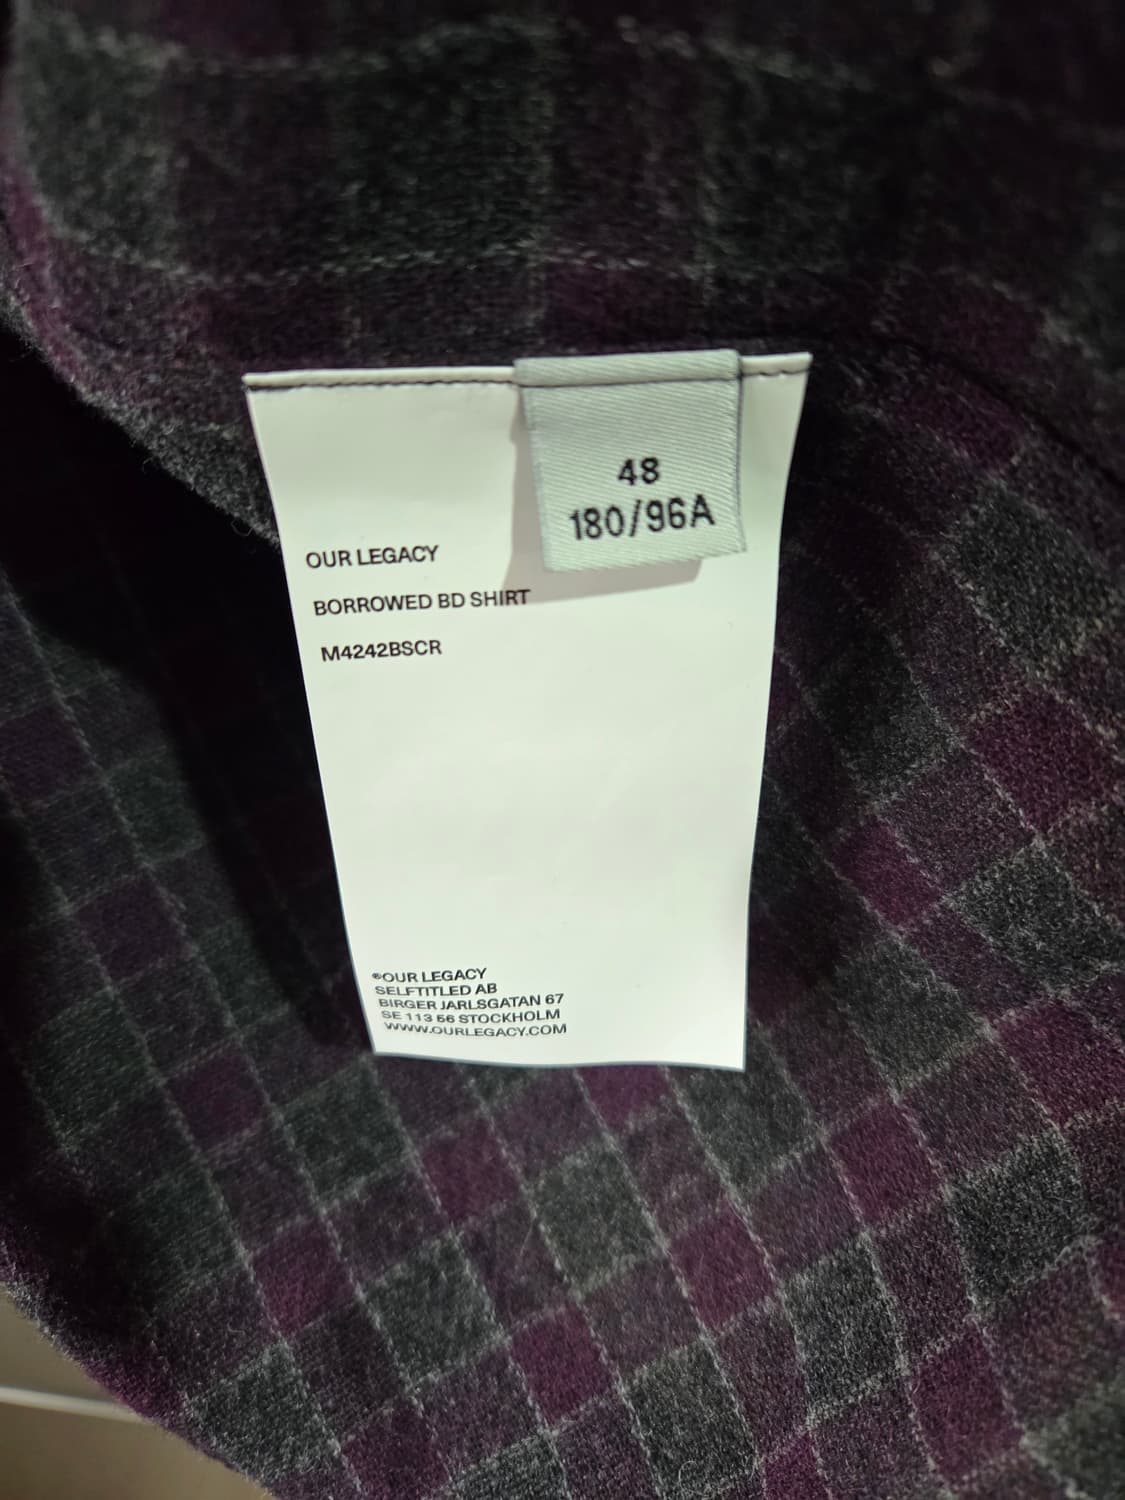 48
180/96A
OUR LEGACY
BORROWED BD SHIRT
M4242BSCR
®OUR LEGACY
SELFTITLED AB
BIRGER JARLSGATAN 67
SE 113 56 STOCKHOLM
WWW.OURLEGACY.COM